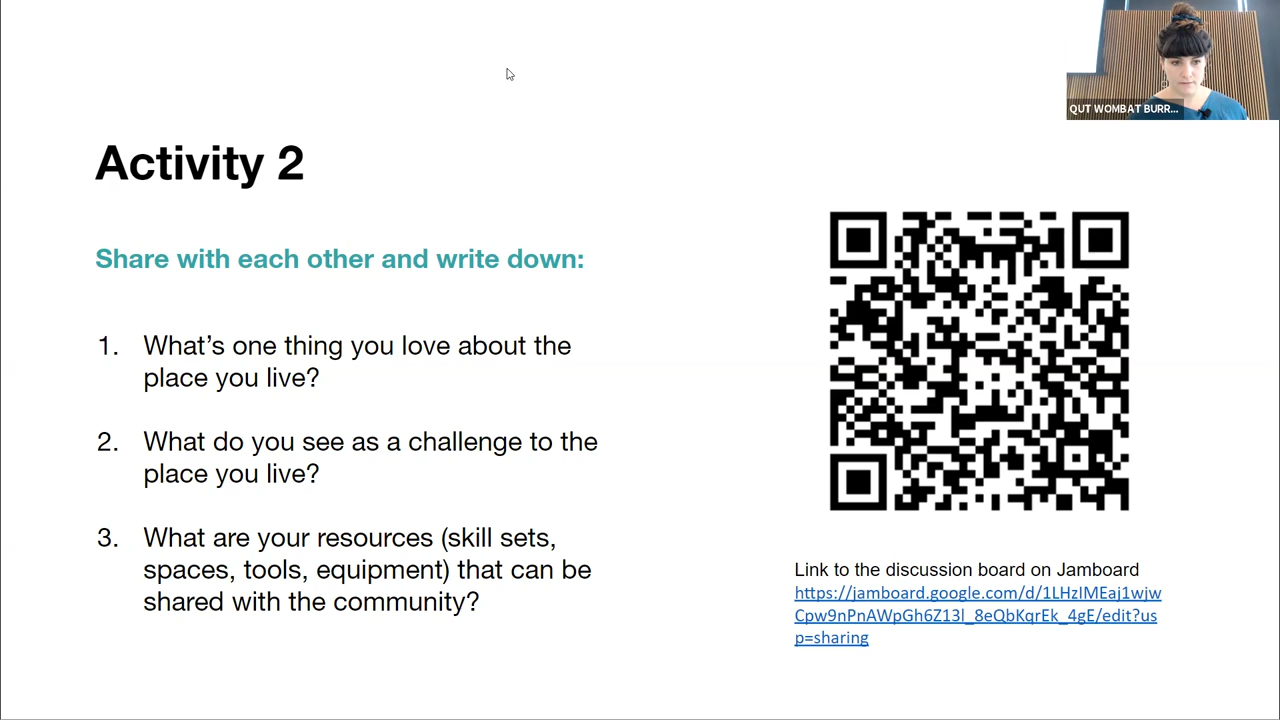 QUT WOMBAT BURR...
Activity 2
Share with each other and write down:
1. What's one thing you love about the
place you live?
2. What do you see as a challenge to the
place you live?
3. What are your resources (skill sets,
spaces, tools, equipment) that can be
shared with the community?
Link to the discussion board on Jamboard
https://jamboard.google.com/d/1LHzIMEaj1wjw
Cpw9nPnAWpGh6Z13l_8eQbKqrEk_4gE/edit?us
p=sharing